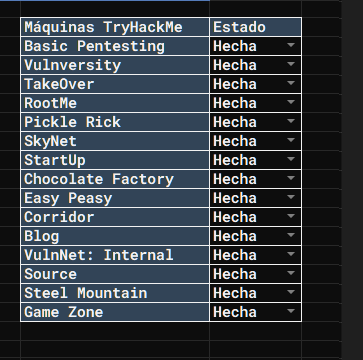 Máquinas TryHackMe Estado
Basic Pentesting Hecha
Vulnversity Hecha
TakeOver Hecha
RootMe Hecha
Pickle Rick Hecha
SkyNet Hecha
StartUp Hecha
Chocolate Factory Hecha
Easy Peasy Hecha
Corridor Hecha
Blog Hecha
VulnNet: Internal Hecha
Source Hecha
Steel Mountain Hecha
Game Zone Hecha